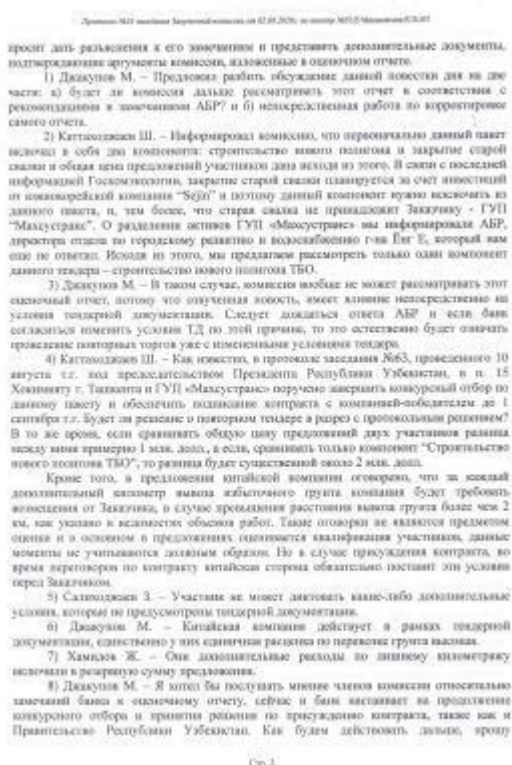 Протокол №24 заседания Закупочной комиссии от 02.09.2020г. по
просит дать разъяснения к его замечаниям и представить дополнительные документы,
подтверждающие аргументы комиссии, изложенные в оценочном отчете.
1) Джакупов М. – Предложил разбить обсуждение данной повестки дня на две
части: а) будет ли комиссия дальше рассматривать этот отчет в соответствии с
рекомендациями и замечаниями АБР? и б) непосредственная работа по корректировке
самого отчета.
2) Каттаходжаев Ш. – Информировал комиссию, что первоначально данный пакет
включал в себя два компонента: строительство нового полигона и закрытие старой
свалки и общая цена предложений участников дана исходя из этого. В связи с последней
информацией Госкомэкологии, закрытие старой свалки планируется за счет инвестиций
от южнокорейской компании "Sejin" и поэтому данный компонент нужно исключить из
данного пакета, и, тем более, что старая свалка не принадлежит Заказчику - ГУП
"Махсустранс". О разделении активов ГУП «Махсустранс» мы информировали АБР,
директора отдела по городскому развитию и водоснабжению г-на Ёнг Е, который нам
еще не ответил. Исходя из этого, мы предлагаем рассмотреть только один компонент
данного тендера – строительство нового полигона ТБО.
3) Джакупов М. – В таком случае, комиссия вообще не может рассматривать этот
оценочный отчет, потому что озвученная новость, имеет влияние непосредственно на
условия тендерной документации. Следует дождаться ответа АБР и если банк
согласиться изменить условия ТД по этой причине, то это естественно будет означать
проведение повторных торгов уже с измененными условиями тендера.
4) Каттаходжаев Ш. – Как известно, в протоколе заседания №63, проведенного 10
августа т.г. под председательством Президента Республики Узбекистан, в п. 15
Хокимияту г. Ташкента и ГУП «Махсустранс» поручено завершить конкурсный отбор по
данному пакету и обеспечить подписание контракта с компанией-победителем до 1
сентября т.г. Будет ли решение о повторном тендере в разрез с протокольным решением?
В то же время, если сравнивать общую цену предложений двух участников разница
между ними примерно 1 млн. долл., а если, сравнивать только компонент "Строительство
нового полигона ТБО", то разница будет существенной около 2 млн. долл.
Кроме того, в предложении китайской компании оговорено, что за каждый
дополнительный километр вывоза избыточного грунта компания будет требовать
возмещения от Заказчика, в случае превышения расстояния вывоза грунта более чем 2
км, как указано в ведомостях объемов работ. Такие оговорки не являются предметом
оценки и в основном в предложениях оценивается квалификация участников, данные
моменты не учитываются должным образом. Но в случае присуждения контракта, во
время переговоров по контракту китайская сторона обязательно поставит эти условия
перед Заказчиком.
5) Салиходжаев З. – Участник не может диктовать какие-либо дополнительные
условия, которые не предусмотрены тендерной документацией.
6) Джакупов М. – Китайская компания действует в рамках тендерной
документации, единственно у них единичная расценка по перевозке грунта высокая.
7) Хамидов Ж. – Они дополнительные расходы по лишнему километражу
включили в резервную сумму предложения.
8) Джакупов М. – Я хотел бы послушать мнение членов комиссии относительно
замечаний банка к оценочному отчету, сейчас и банк настаивает на продолжение
конкурсного отбора и принятия решения по присуждению контракта, также как и
Правительство Республики Узбекистан. Как будем действовать дальше, прошу
Стр. 2